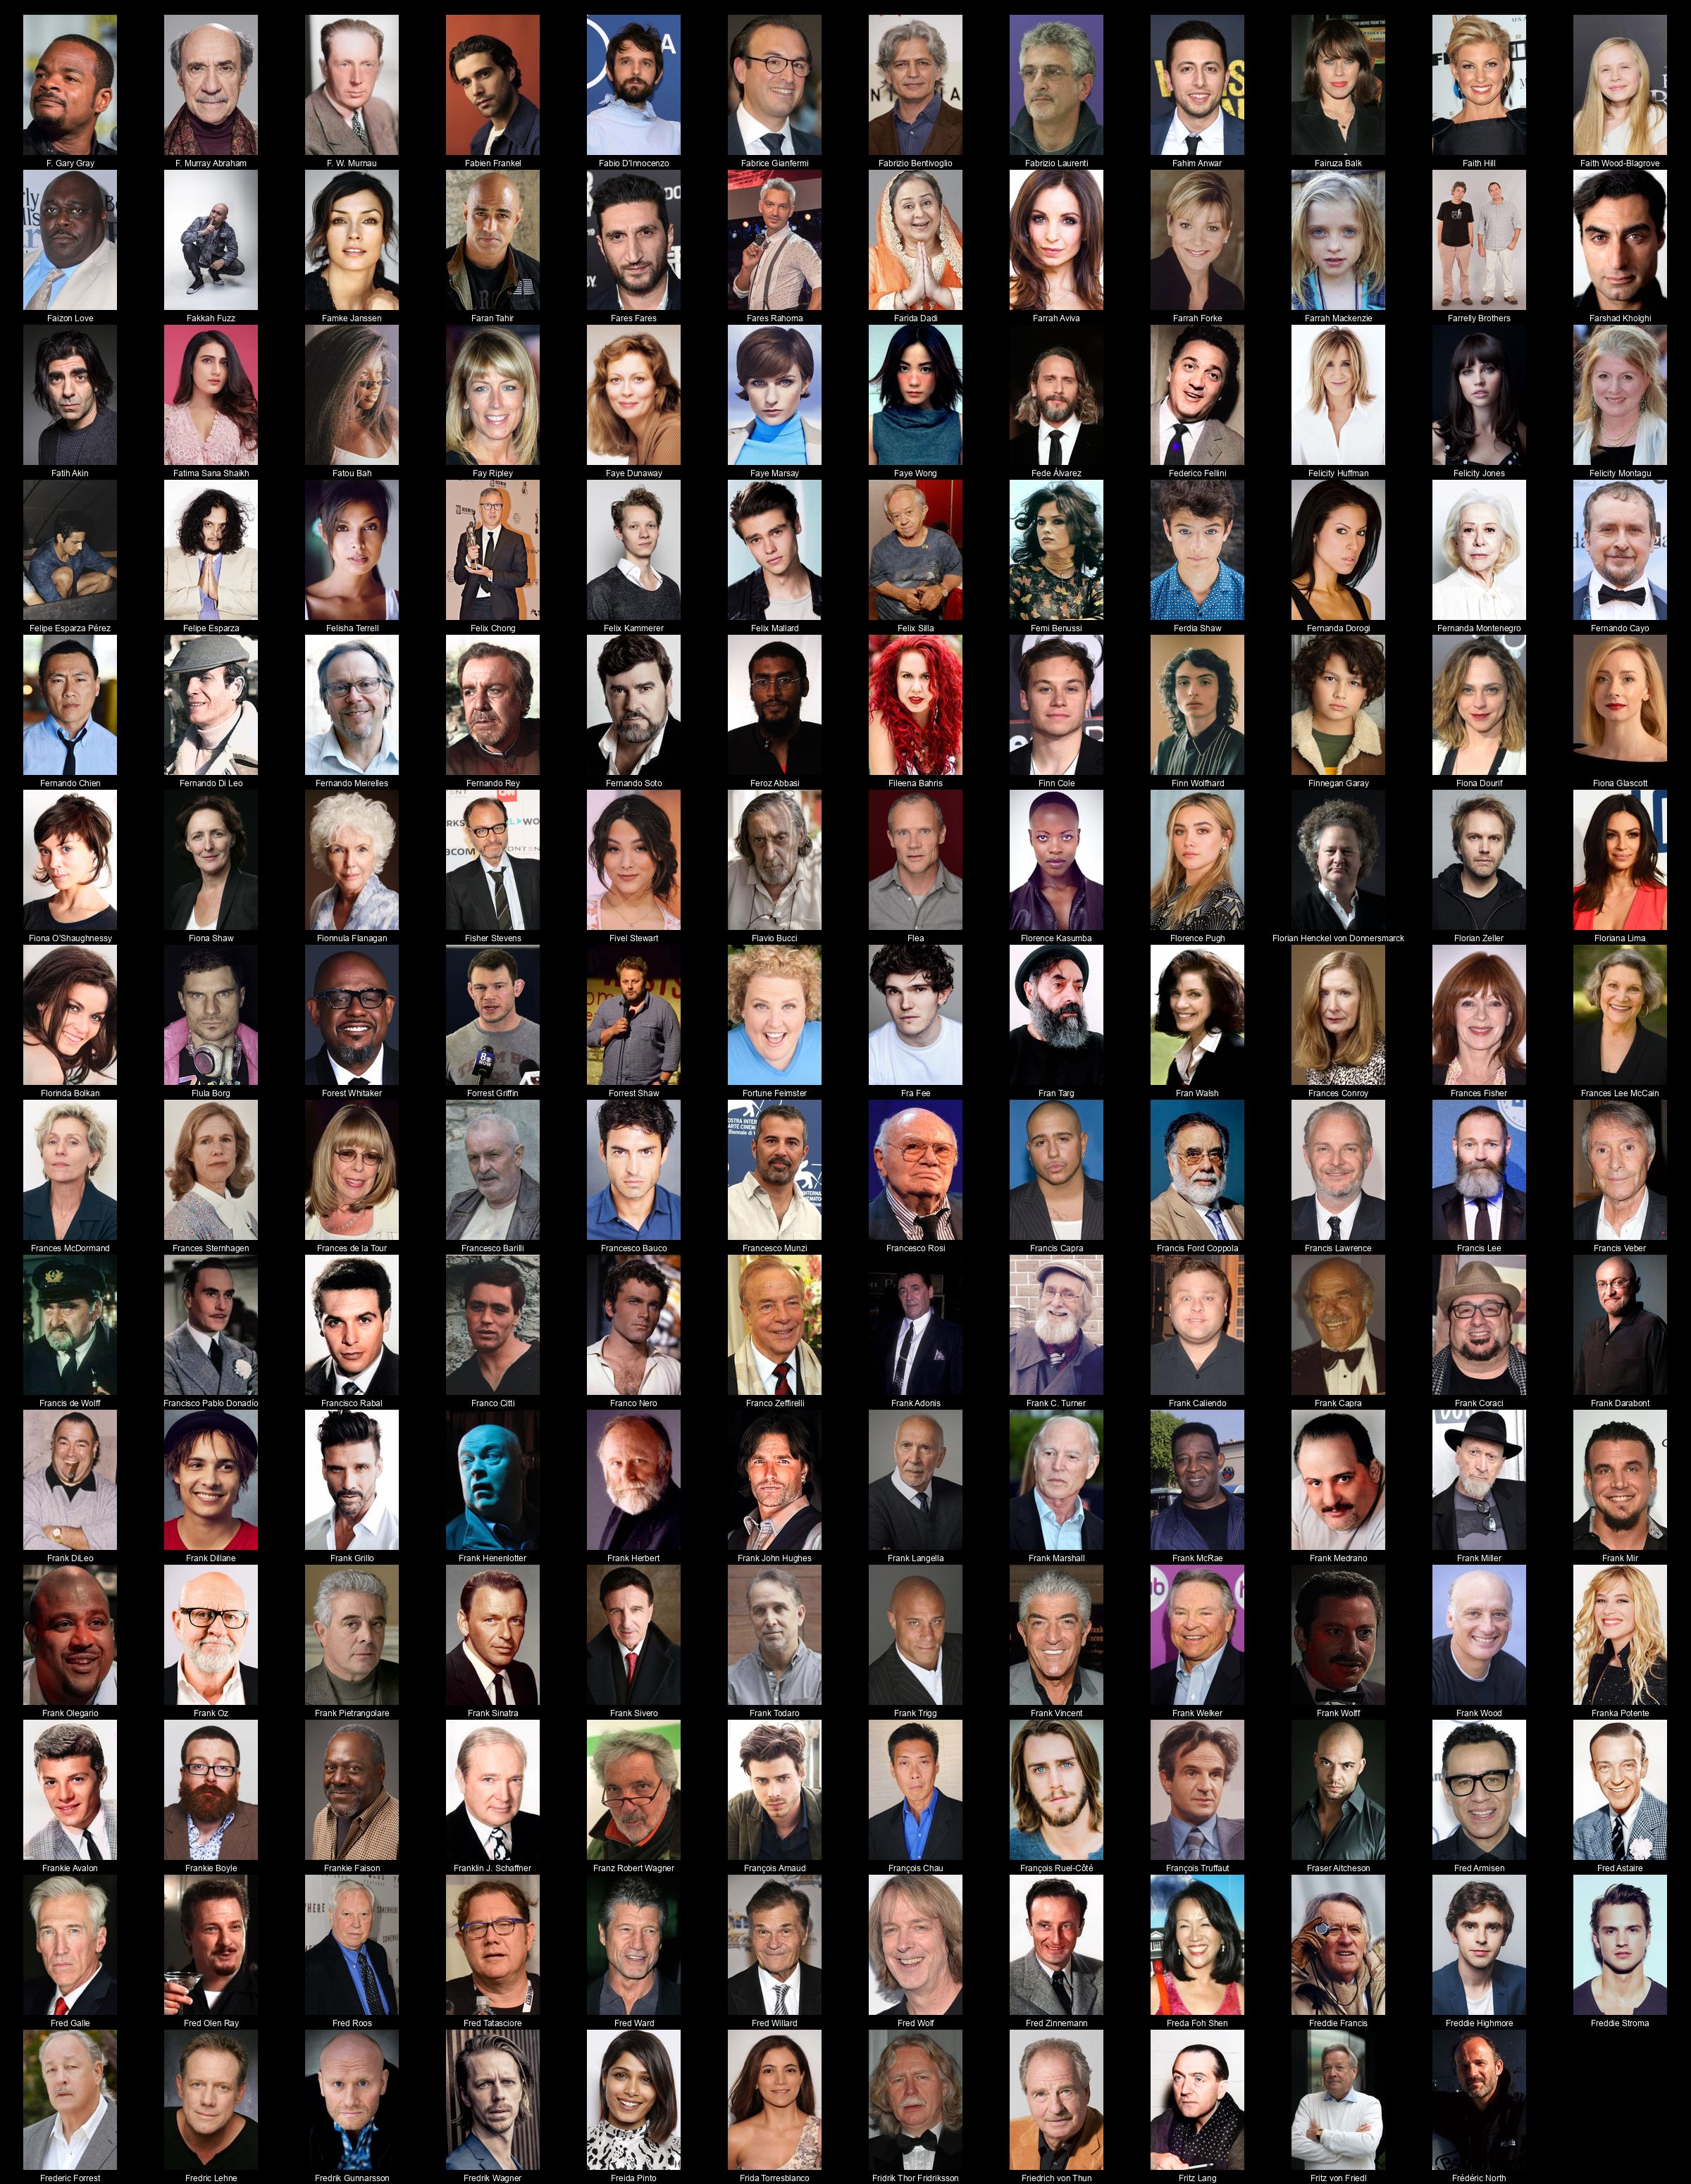 F. Gary Gray
F. Murray Abraham
F. W. Murnau
Fabien Frankel
Fabio D'Innocenzo
Fabrice Gianfermi
Fabrizio Bentivoglio
Fabrizio Laurenti
Fahim Anwar
Fairuza Balk
Faith Hill
Faith Wood-Blagrove
Faizon Love
Fakkah Fuzz
Famke Janssen
Faran Tahir
Fares Fares
Fares Rahoma
Farida Dadi
Farrah Aviva
Farrah Forke
Farrah Mackenzie
Farrelly Brothers
Farshad Kholghi
Fatih Akin
Fatima Sana Shaikh
Fatou Bah
Fay Ripley
Faye Dunaway
Faye Marsay
Faye Wong
Fede Álvarez
Federico Fellini
Felicity Huffman
Felicity Jones
Felicity Montagu
Felipe Esparza Pérez
Felipe Esparza
Felisha Terrell
Felix Chong
Felix Kammerer
Felix Mallard
Felix Silla
Femi Benussi
Ferdia Shaw
Fernanda Dorogi
Fernanda Montenegro
Fernando Cayo
Fernando Chien
Fernando Di Leo
Fernando Meirelles
Fernando Rey
Fernando Soto
Feroz Abbasi
Fileena Bahris
Finn Cole
Finn Wolfhard
Finnegan Garay
Fiona Dourif
Fiona Glascott
Fiona O'Shaughnessy
Fiona Shaw
Fionnula Flanagan
Fisher Stevens
Fivel Stewart
Flavio Bucci
Flea
Florence Kasumba
Florence Pugh
Florian Henckel von Donnersmarck
Florian Zeller
Floriana Lima
Florinda Bolkan
Flula Borg
Forest Whitaker
Forrest Griffin
Forrest Shaw
Fortune Feimster
Fra Fee
Fran Targ
Fran Walsh
Frances Conroy
Frances Fisher
Frances Lee McCain
Frances McDormand
Frances Sternhagen
Frances de la Tour
Francesco Barilli
Francesco Bauco
Francesco Munzi
Francesco Rosi
Francis Capra
Francis Ford Coppola
Francis Lawrence
Francis Lee
Francis Veber
Francis de Wolff
Francisco Pablo Donadío
Francisco Rabal
Franco Citti
Franco Nero
Franco Zeffirelli
Frank Adonis
Frank C. Turner
Frank Caliendo
Frank Capra
Frank Coraci
Frank Darabont
Frank DiLeo
Frank Dillane
Frank Grillo
Frank Henenlotter
Frank Herbert
Frank John Hughes
Frank Langella
Frank Marshall
Frank McRae
Frank Medrano
Frank Miller
Frank Mir
Frank Olegario
Frank Oz
Frank Pietrangolare
Frank Sinatra
Frank Sivero
Frank Todaro
Frank Trigg
Frank Vincent
Frank Welker
Frank Wolff
Frank Wood
Franka Potente
Frankie Avalon
Frankie Boyle
Frankie Faison
Franklin J. Schaffner
Franz Robert Wagner
François Arnaud
François Chau
François Ruel-Côté
François Truffaut
Fraser Aitcheson
Fred Armisen
Fred Astaire
Fred Galle
Fred Olen Ray
Fred Roos
Fred Tatasciore
Fred Ward
Fred Willard
Fred Wolf
Fred Zinnemann
Freda Foh Shen
Freddie Francis
Freddie Highmore
Freddie Stroma
Frederic Forrest
Fredric Lehne
Fredrik Gunnarsson
Fredrik Wagner
Freida Pinto
Frida Torresblanco
Fridrik Thor Fridriksson
Friedrich von Thun
Fritz Lang
Fritz von Friedl
Frédéric North